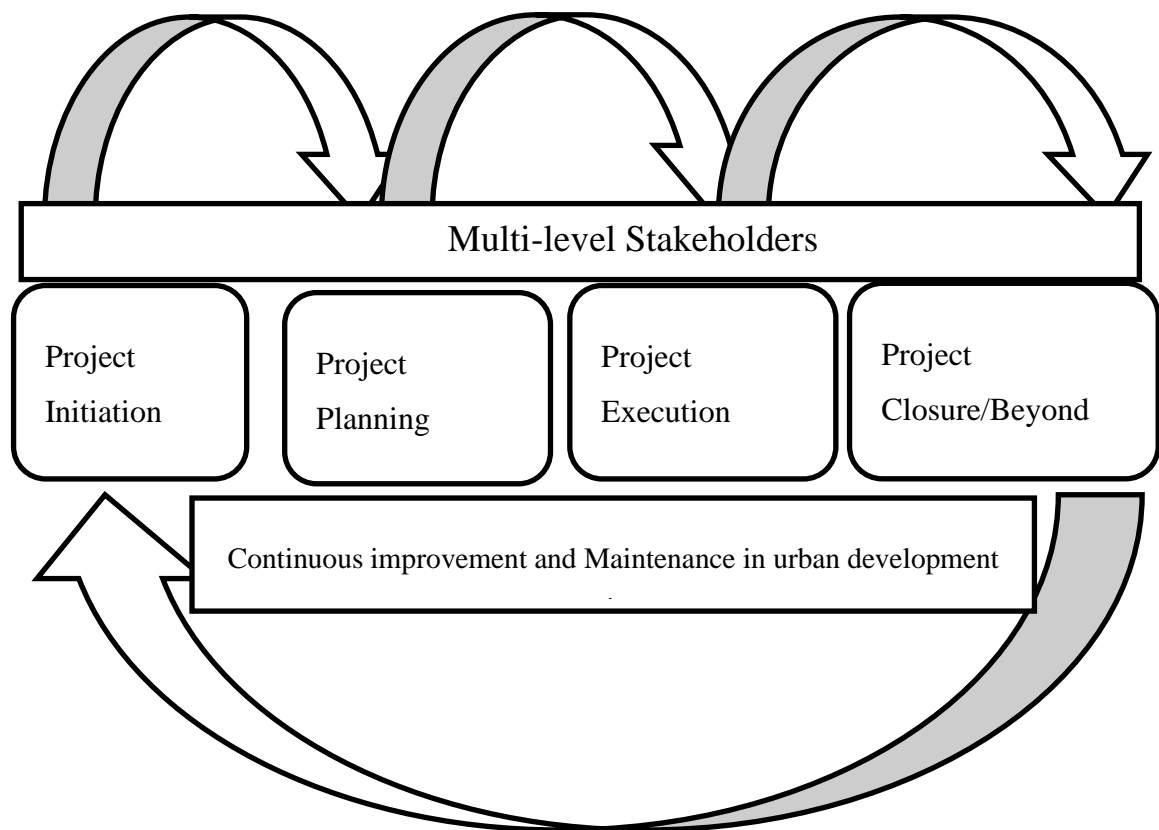 Multi-level Stakeholders
Project
Initiation
Project
Planning
Project
Execution
Project
Closure/Beyond
Continuous improvement and Maintenance in urban development
.